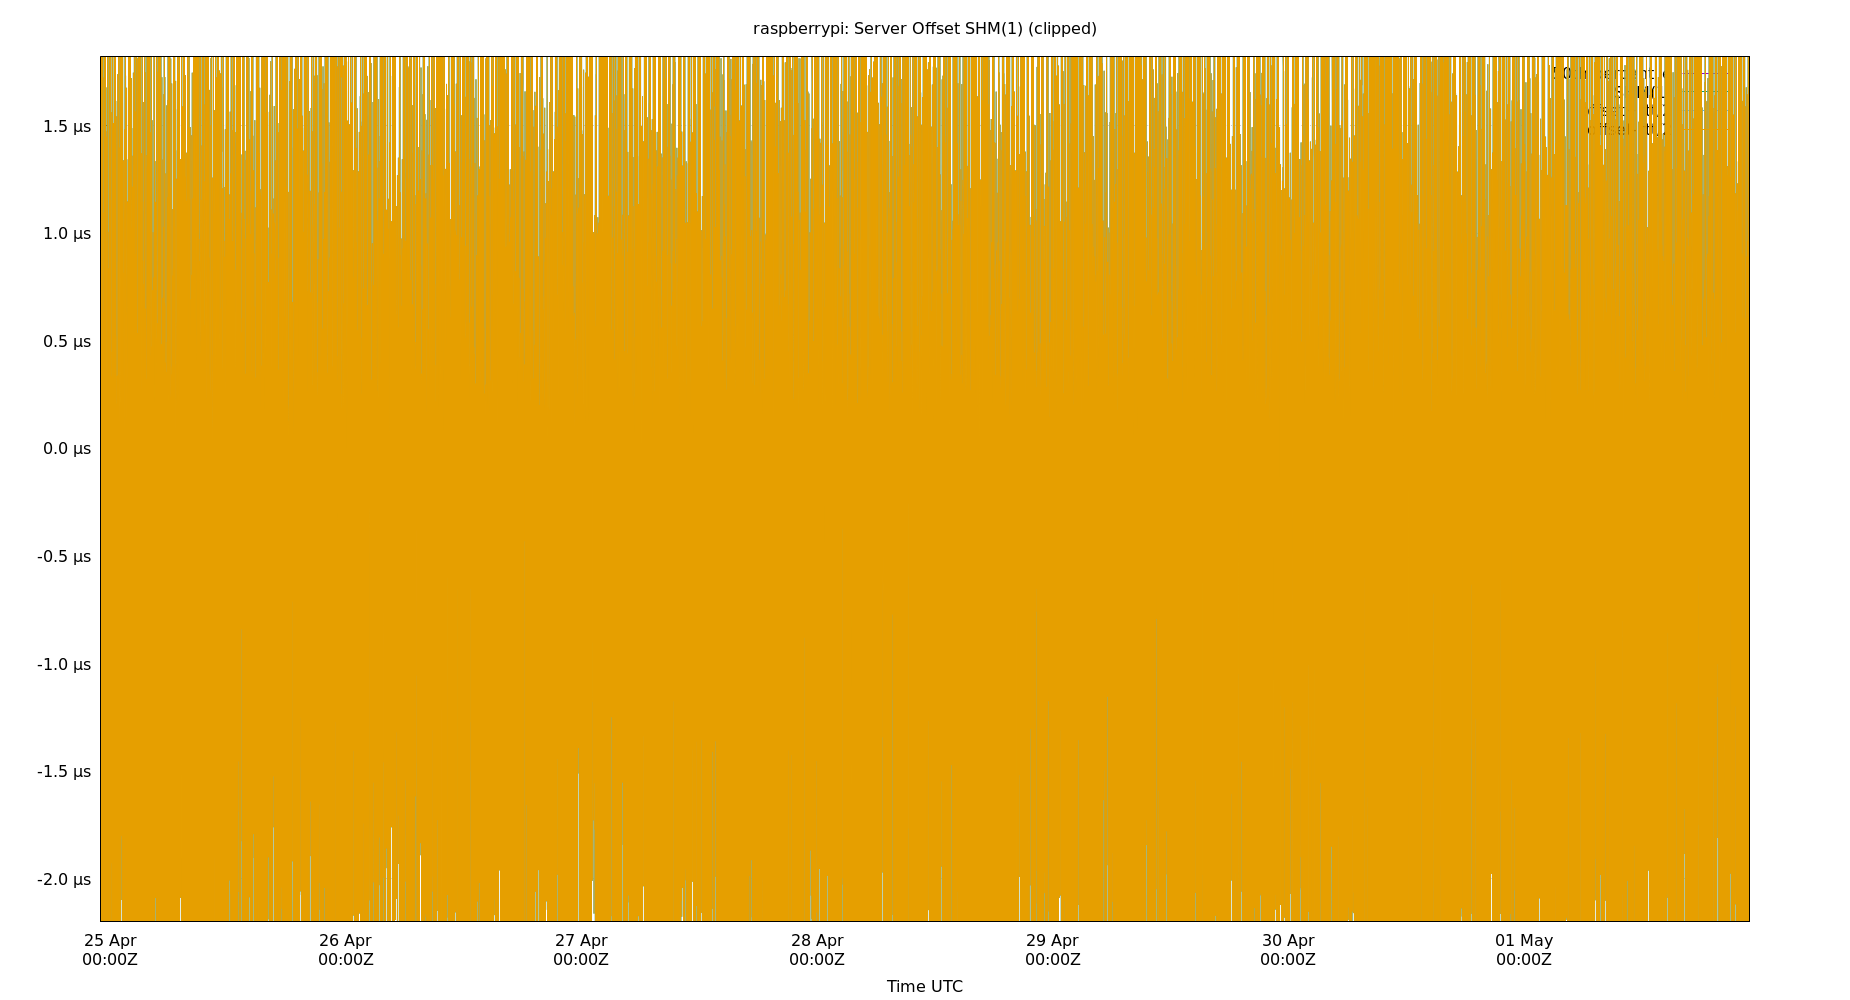 raspberrypi: Server Offset SHM(1) (clipped)
1.5 µs
1.0 µs
0.5 µs
0.0 µs
-0.5 µs
-1.0 µs
-1.5 µs
-2.0 µs
25 Apr 26 Apr 27 Apr 28 Apr 29 Apr 30 Apr 01 May
00:00Z 00:00Z 00:00Z 00:00Z 00:00Z 00:00Z 00:00Z
Time UTC